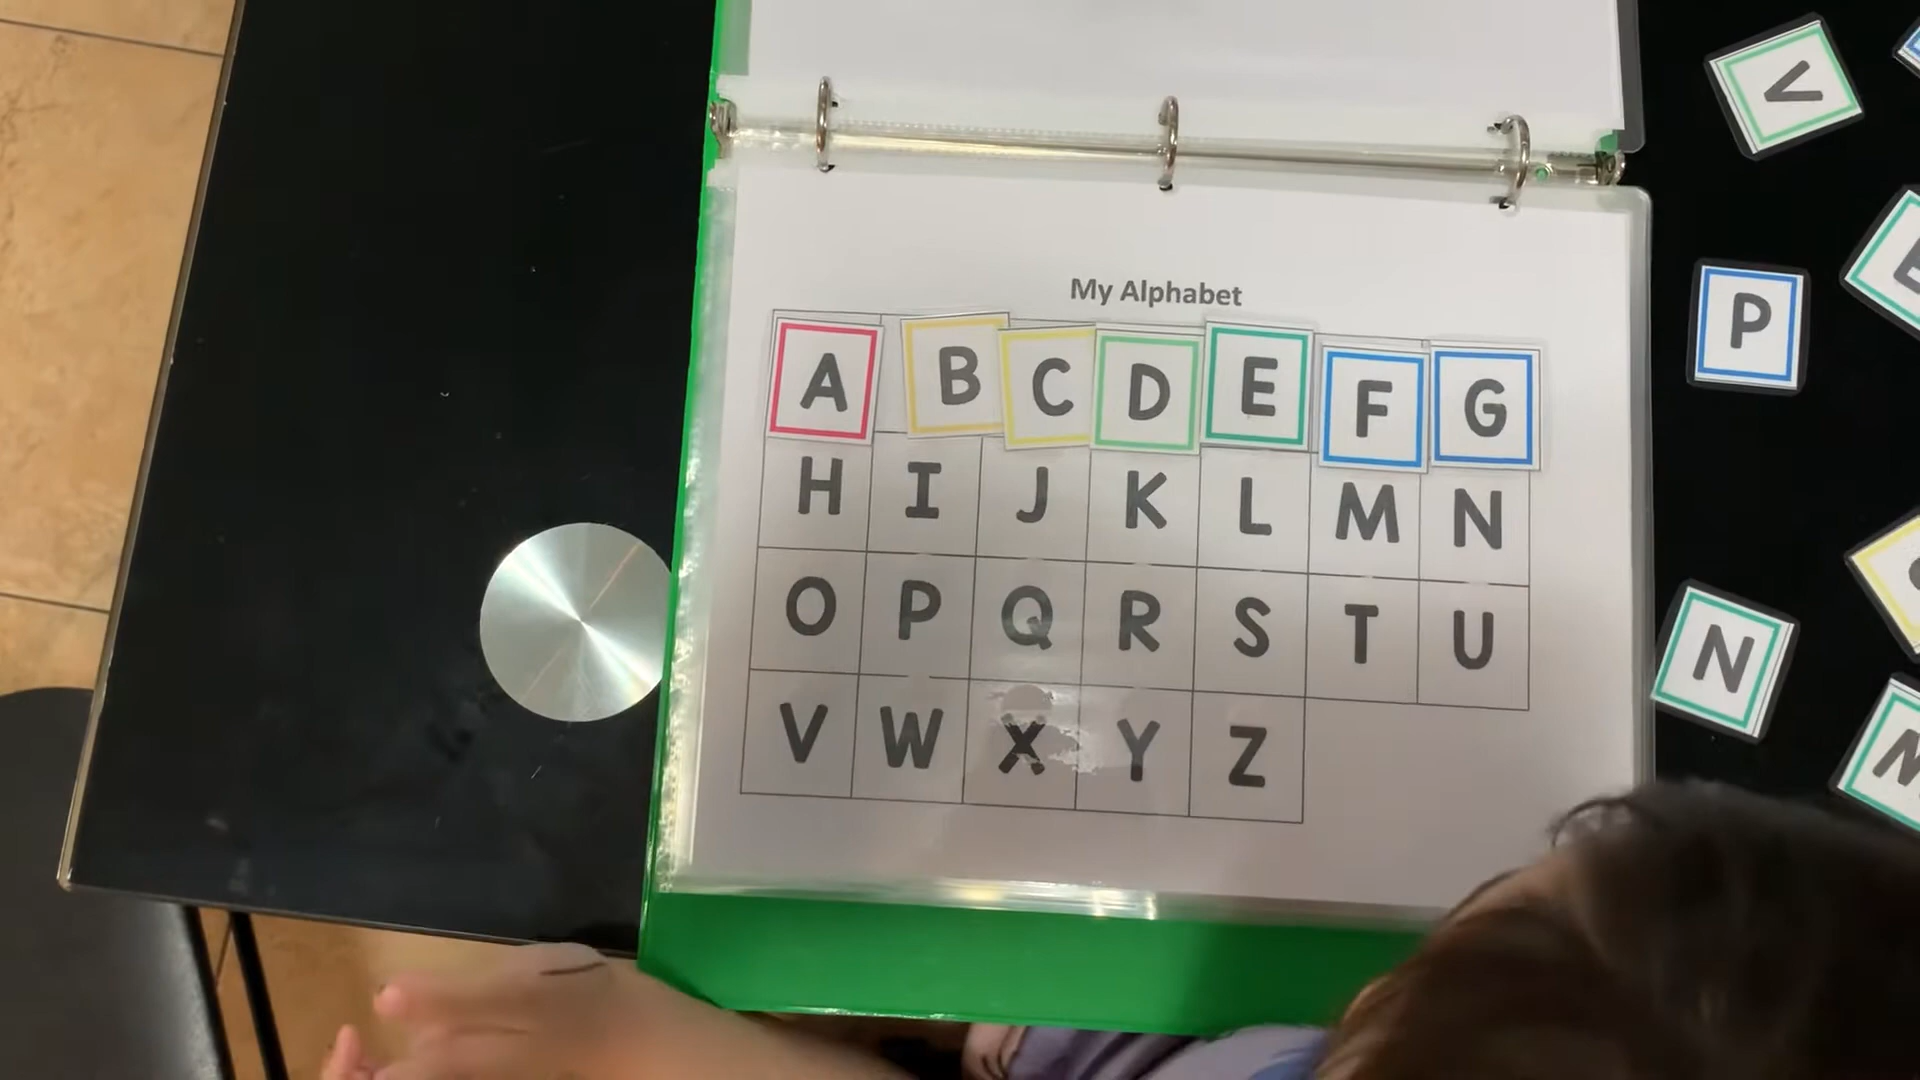 My Alphabet
A B C D E F G
H I J K L M N
O P Q R S T U
V W X Y Z
V
P
N